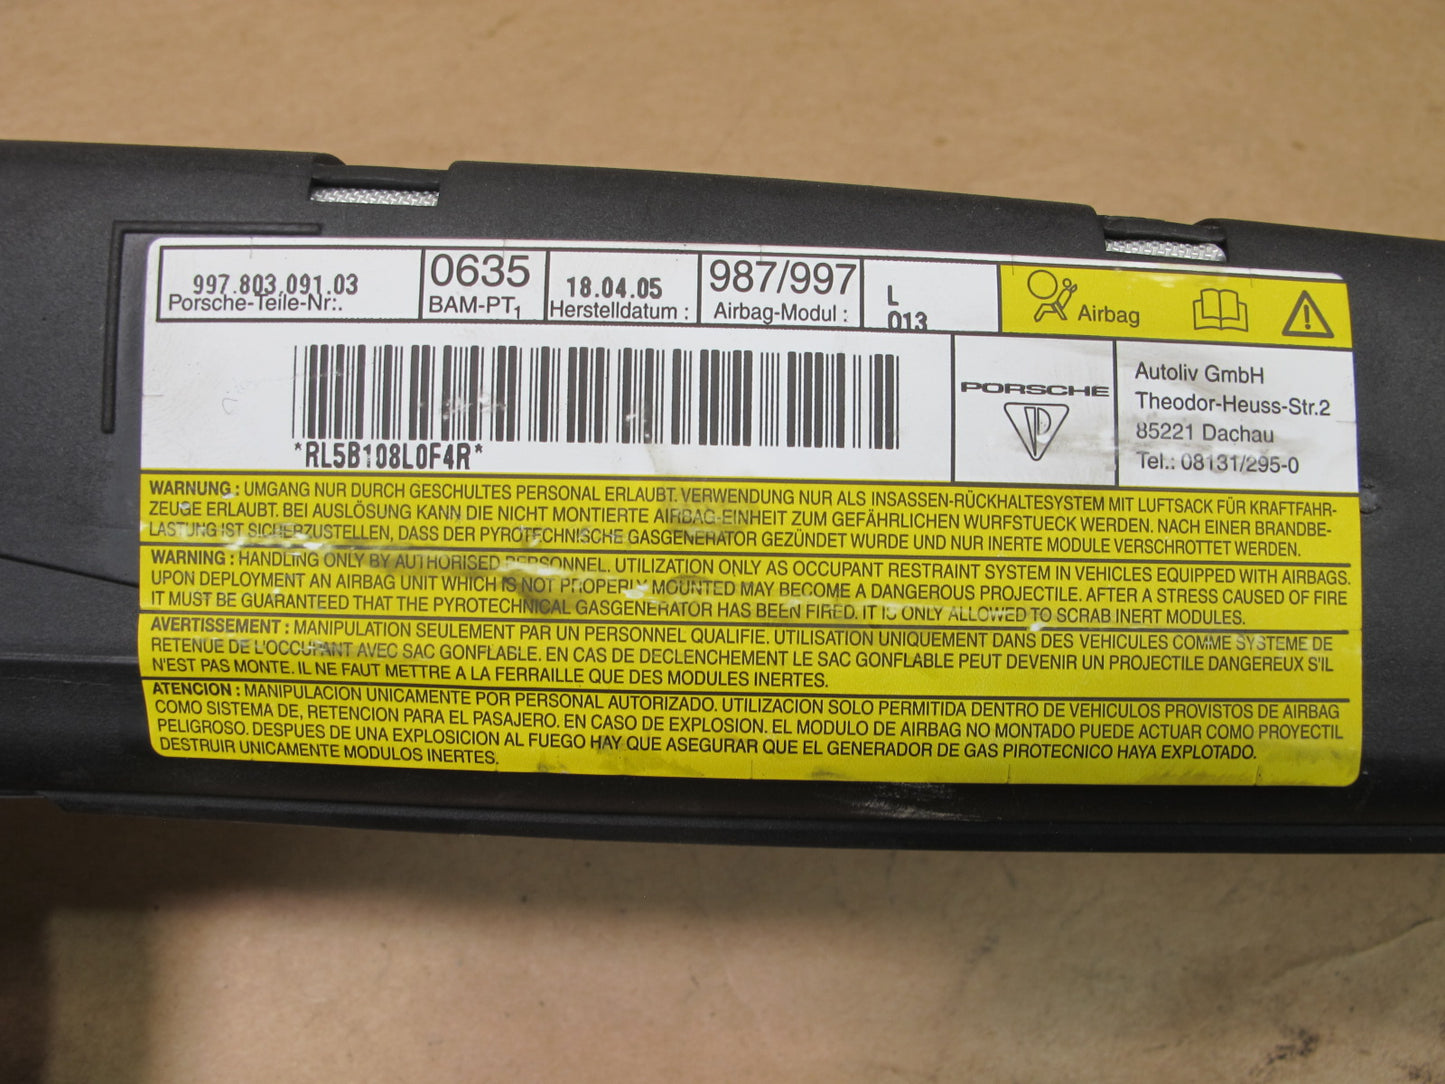 997.803.091.03
Porsche-Teile-Nr:.
0635
BAM-PT1
18.04.05
Herstelldatum :
987/997
Airbag-Modul :
L
013
Airbag
*RL5B108L0F4R*
PORSCHE
Autoliv GmbH
Theodor-Heuss-Str.2
85221 Dachau
Tel.: 08131/295-0
WARNUNG : UMGANG NUR DURCH GESCHULTES PERSONAL ERLAUBT. VERWENDUNG NUR ALS INSASSEN-RÜCKHALTESYSTEM MIT LUFTSACK FÜR KRAFTFAHR-
ZEUGE ERLAUBT. BEI AUSLÖSUNG KANN DIE NICHT MONTIERTE AIRBAG-EINHEIT ZUM GEFÄHRLICHEN WURFSTUECK WERDEN. NACH EINER BRANDBE-
LASTUNG IST SICHERZUSTELLEN, DASS DER PYROTECHNISCHE GASGENERATOR GEZÜNDET WURDE UND NUR INERTE MODULE VERSCHROTTET WERDEN.
WARNING : HANDLING ONLY BY AUTHORISED PERSONNEL. UTILIZATION ONLY AS OCCUPANT RESTRAINT SYSTEM IN VEHICLES EQUIPPED WITH AIRBAGS.
UPON DEPLOYMENT AN AIRBAG UNIT WHICH IS NOT PROPERLY MOUNTED MAY BECOME A DANGEROUS PROJECTILE. AFTER A STRESS CAUSED OF FIRE
IT MUST BE GUARANTEED THAT THE PYROTECHNICAL GASGENERATOR HAS BEEN FIRED. IT IS ONLY ALLOWED TO SCRAB INERT MODULES.
AVERTISSEMENT : MANIPULATION SEULEMENT PAR UN PERSONNEL QUALIFIE. UTILISATION UNIQUEMENT DANS DES VEHICULES COMME SYSTEME DE
RETENUE DE L'OCCUPANT AVEC SAC GONFLABLE. EN CAS DE DECLENCHEMENT LE SAC GONFLABLE PEUT DEVENIR UN PROJECTILE DANGEREUX S'IL
N'EST PAS MONTE. IL NE FAUT METTRE A LA FERRAILLE QUE DES MODULES INERTES.
ATENCION : MANIPULACION UNICAMENTE POR PERSONAL AUTORIZADO. UTILIZACION SOLO PERMITIDA DENTRO DE VEHICULOS PROVISTOS DE AIRBAG
COMO SISTEMA DE, RETENCION PARA EL PASAJERO. EN CASO DE EXPLOSION. EL MODULO DE AIRBAG NO MONTADO PUEDE ACTUAR COMO PROYECTIL
PELIGROSO. DESPUES DE UNA EXPLOSICION AL FUEGO HAY QUE ASEGURAR QUE EL GENERADOR DE GAS PIROTECNICO HAYA EXPLOTADO.
DESTRUIR UNICAMENTE MODULOS INERTES.